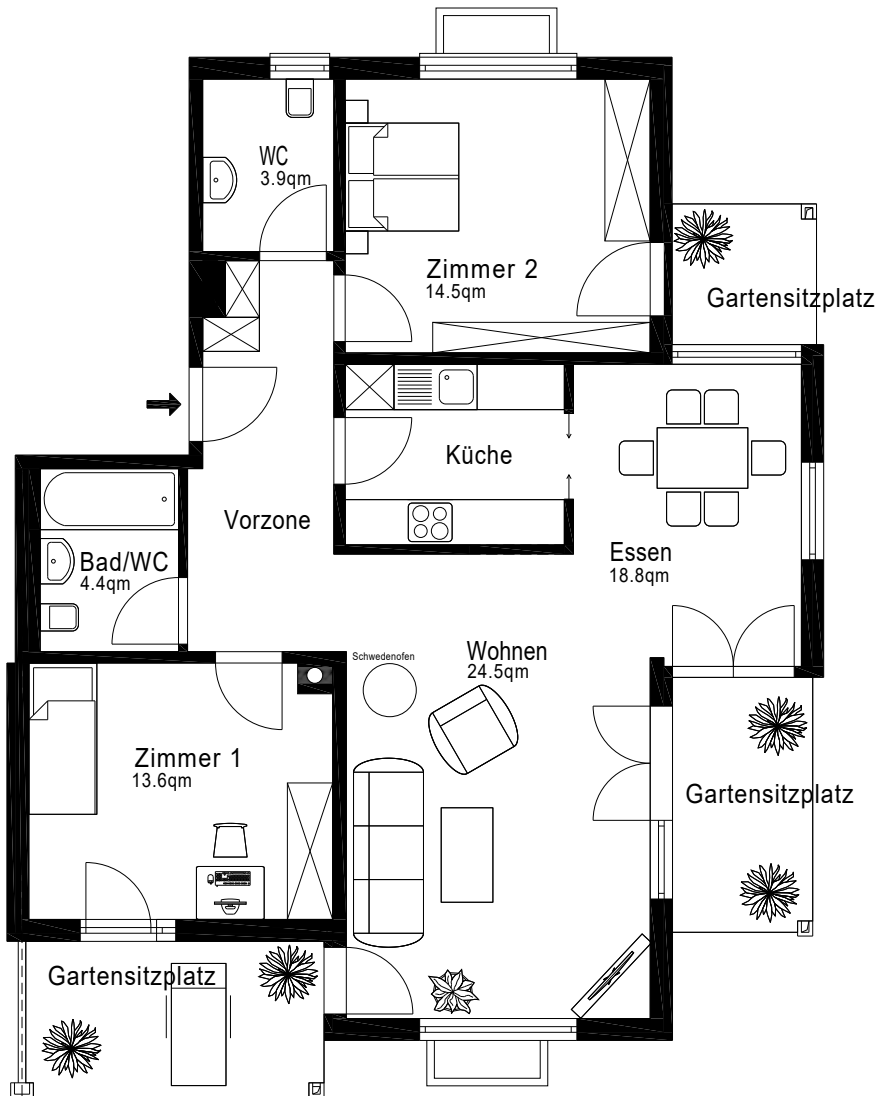 WC
3.9qm
Zimmer 2
14.5qm
Gartensitzplatz
Küche
Vorzone
Essen
18.8qm
Bad/WC
4.4qm
Schwedenofen
Wohnen
24.5qm
Zimmer 1
13.6qm
Gartensitzplatz
Gartensitzplatz